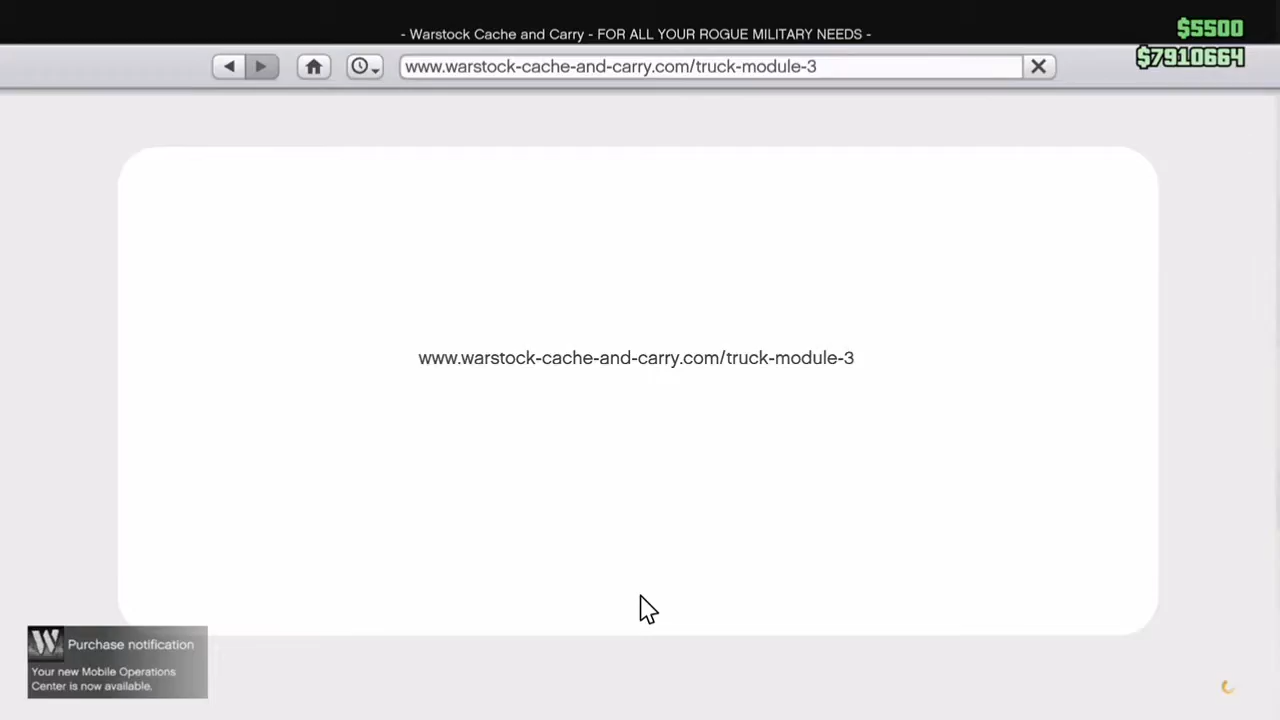 - Warstock Cache and Carry - FOR ALL YOUR ROGUE MILITARY NEEDS -
$5500
$7910664
www.warstock-cache-and-carry.com/truck-module-3
www.warstock-cache-and-carry.com/truck-module-3
W
Purchase notification
Your new Mobile Operations
Center is now available.